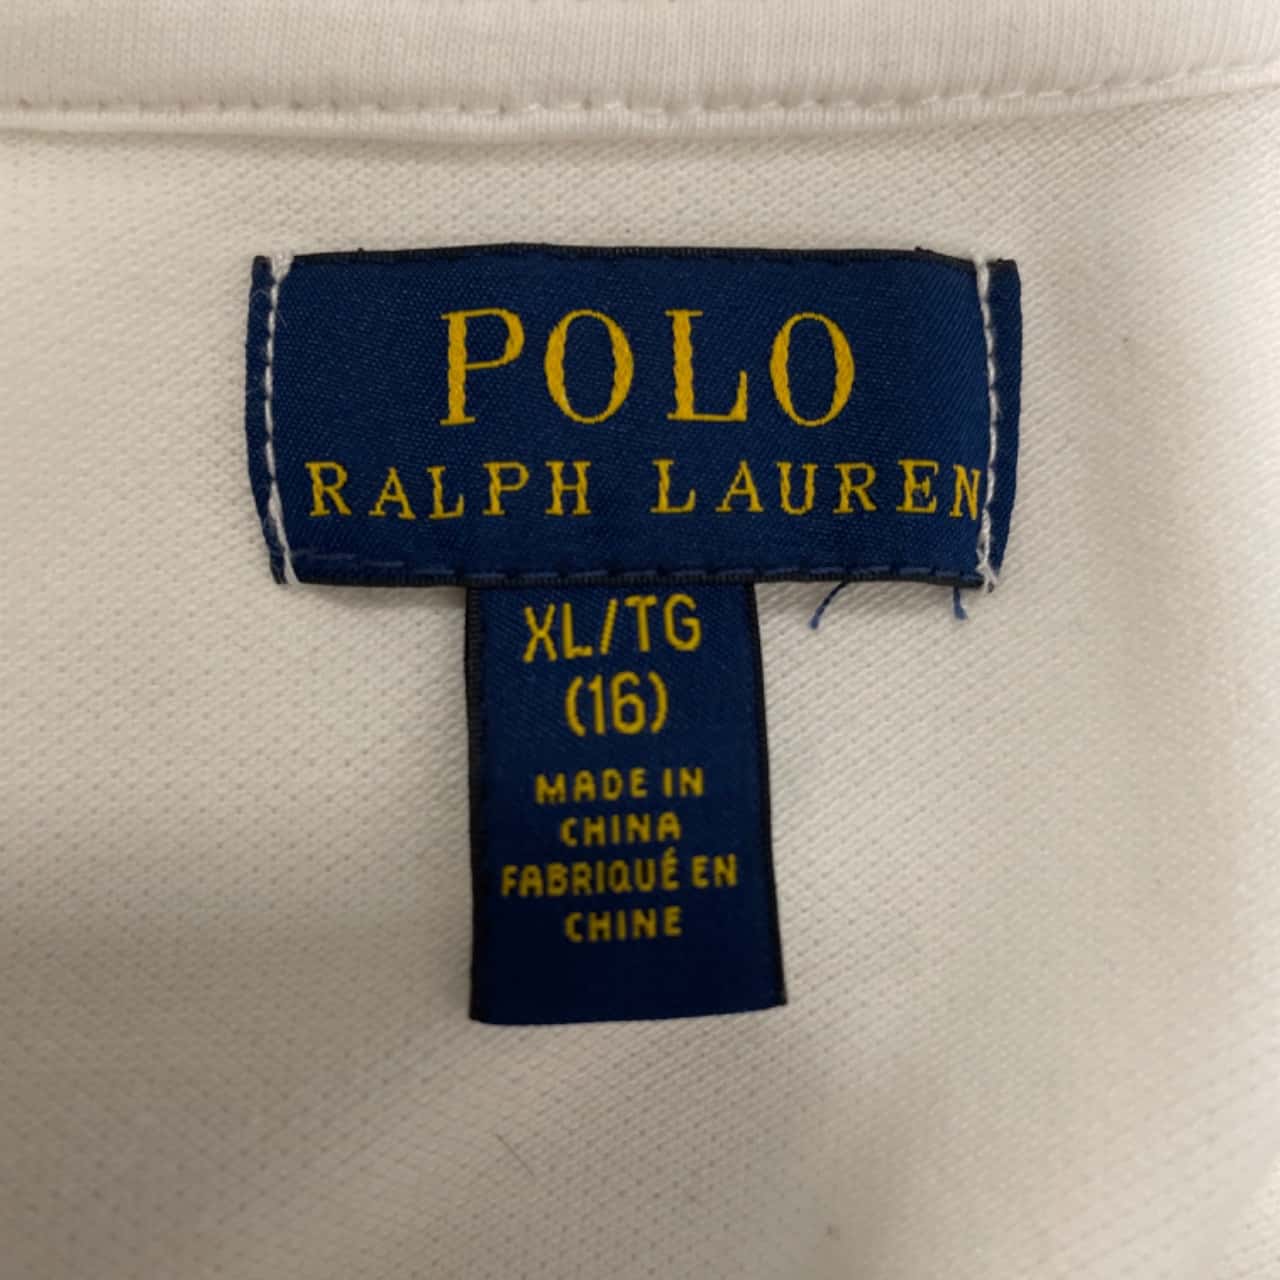 POLO
RALPH LAUREN
XL/TG
(16)
MADE IN
CHINA
FABRIQUÉ EN
CHINE